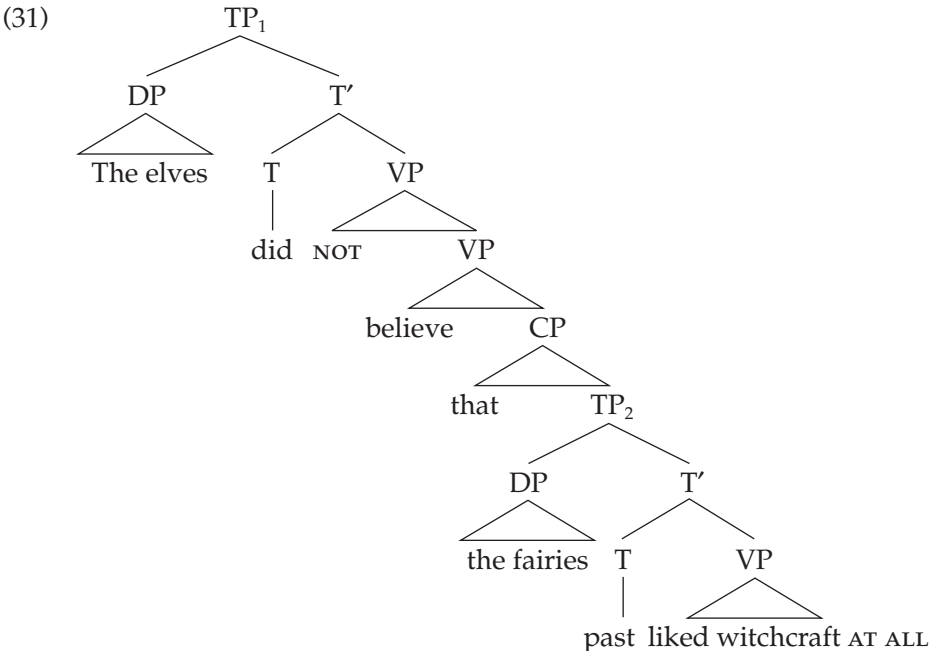 (31) TP₁
DP T′
The elves T VP
did NOT VP
believe CP
that TP₂
DP T′
the fairies T VP
past liked witchcraft AT ALL